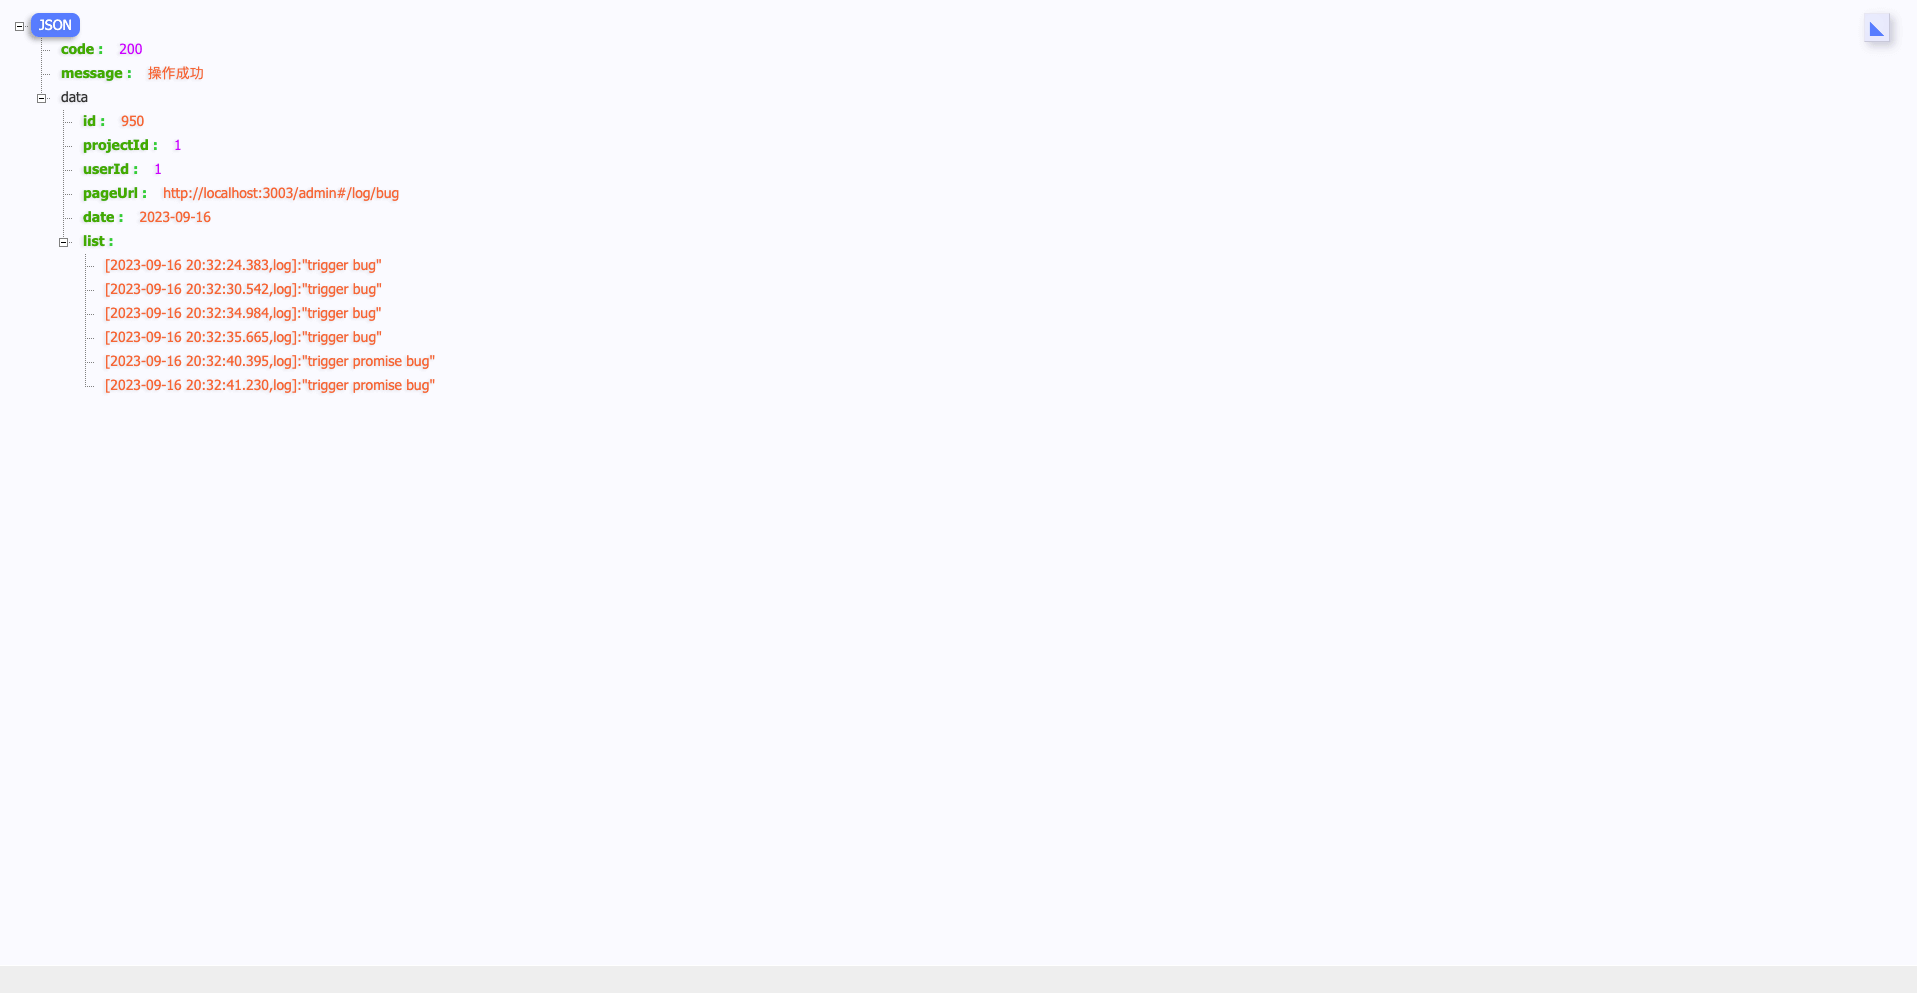 JSON
code : 200
message : 操作成功
data
id : 950
projectId : 1
userId : 1
pageUrl : http://localhost:3003/admin#/log/bug
date : 2023-09-16
list :
[2023-09-16 20:32:24.383,log]:"trigger bug"
[2023-09-16 20:32:30.542,log]:"trigger bug"
[2023-09-16 20:32:34.984,log]:"trigger bug"
[2023-09-16 20:32:35.665,log]:"trigger bug"
[2023-09-16 20:32:40.395,log]:"trigger promise bug"
[2023-09-16 20:32:41.230,log]:"trigger promise bug"